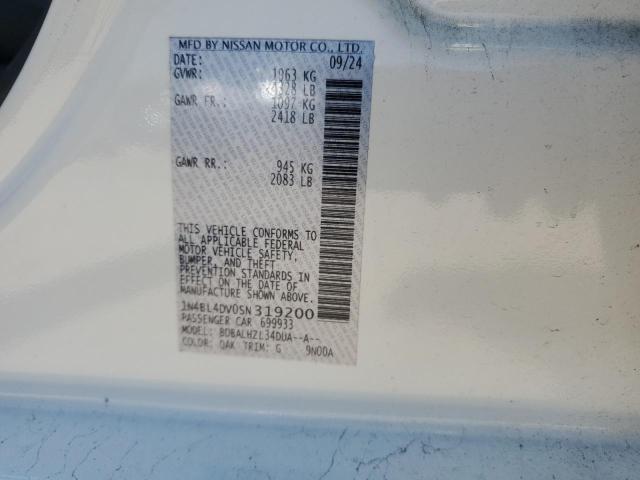 MFD BY NISSAN MOTOR CO., LTD.
DATE: 09/24
GVWR: 1963 KG
4328 LB
GAWR FR.: 1097 KG
2418 LB
GAWR RR.: 945 KG
2083 LB
THIS VEHICLE CONFORMS TO
ALL APPLICABLE FEDERAL
MOTOR VEHICLE SAFETY,
BUMPER, AND THEFT
PREVENTION STANDARDS IN
EFFECT ON THE DATE OF
MANUFACTURE SHOWN ABOVE.
1N4BL4DV0SN319200
PASSENGER CAR 699933
MODEL: BDBALHZL34DUA--A--
COLOR: QAK TRIM: G 9N00A